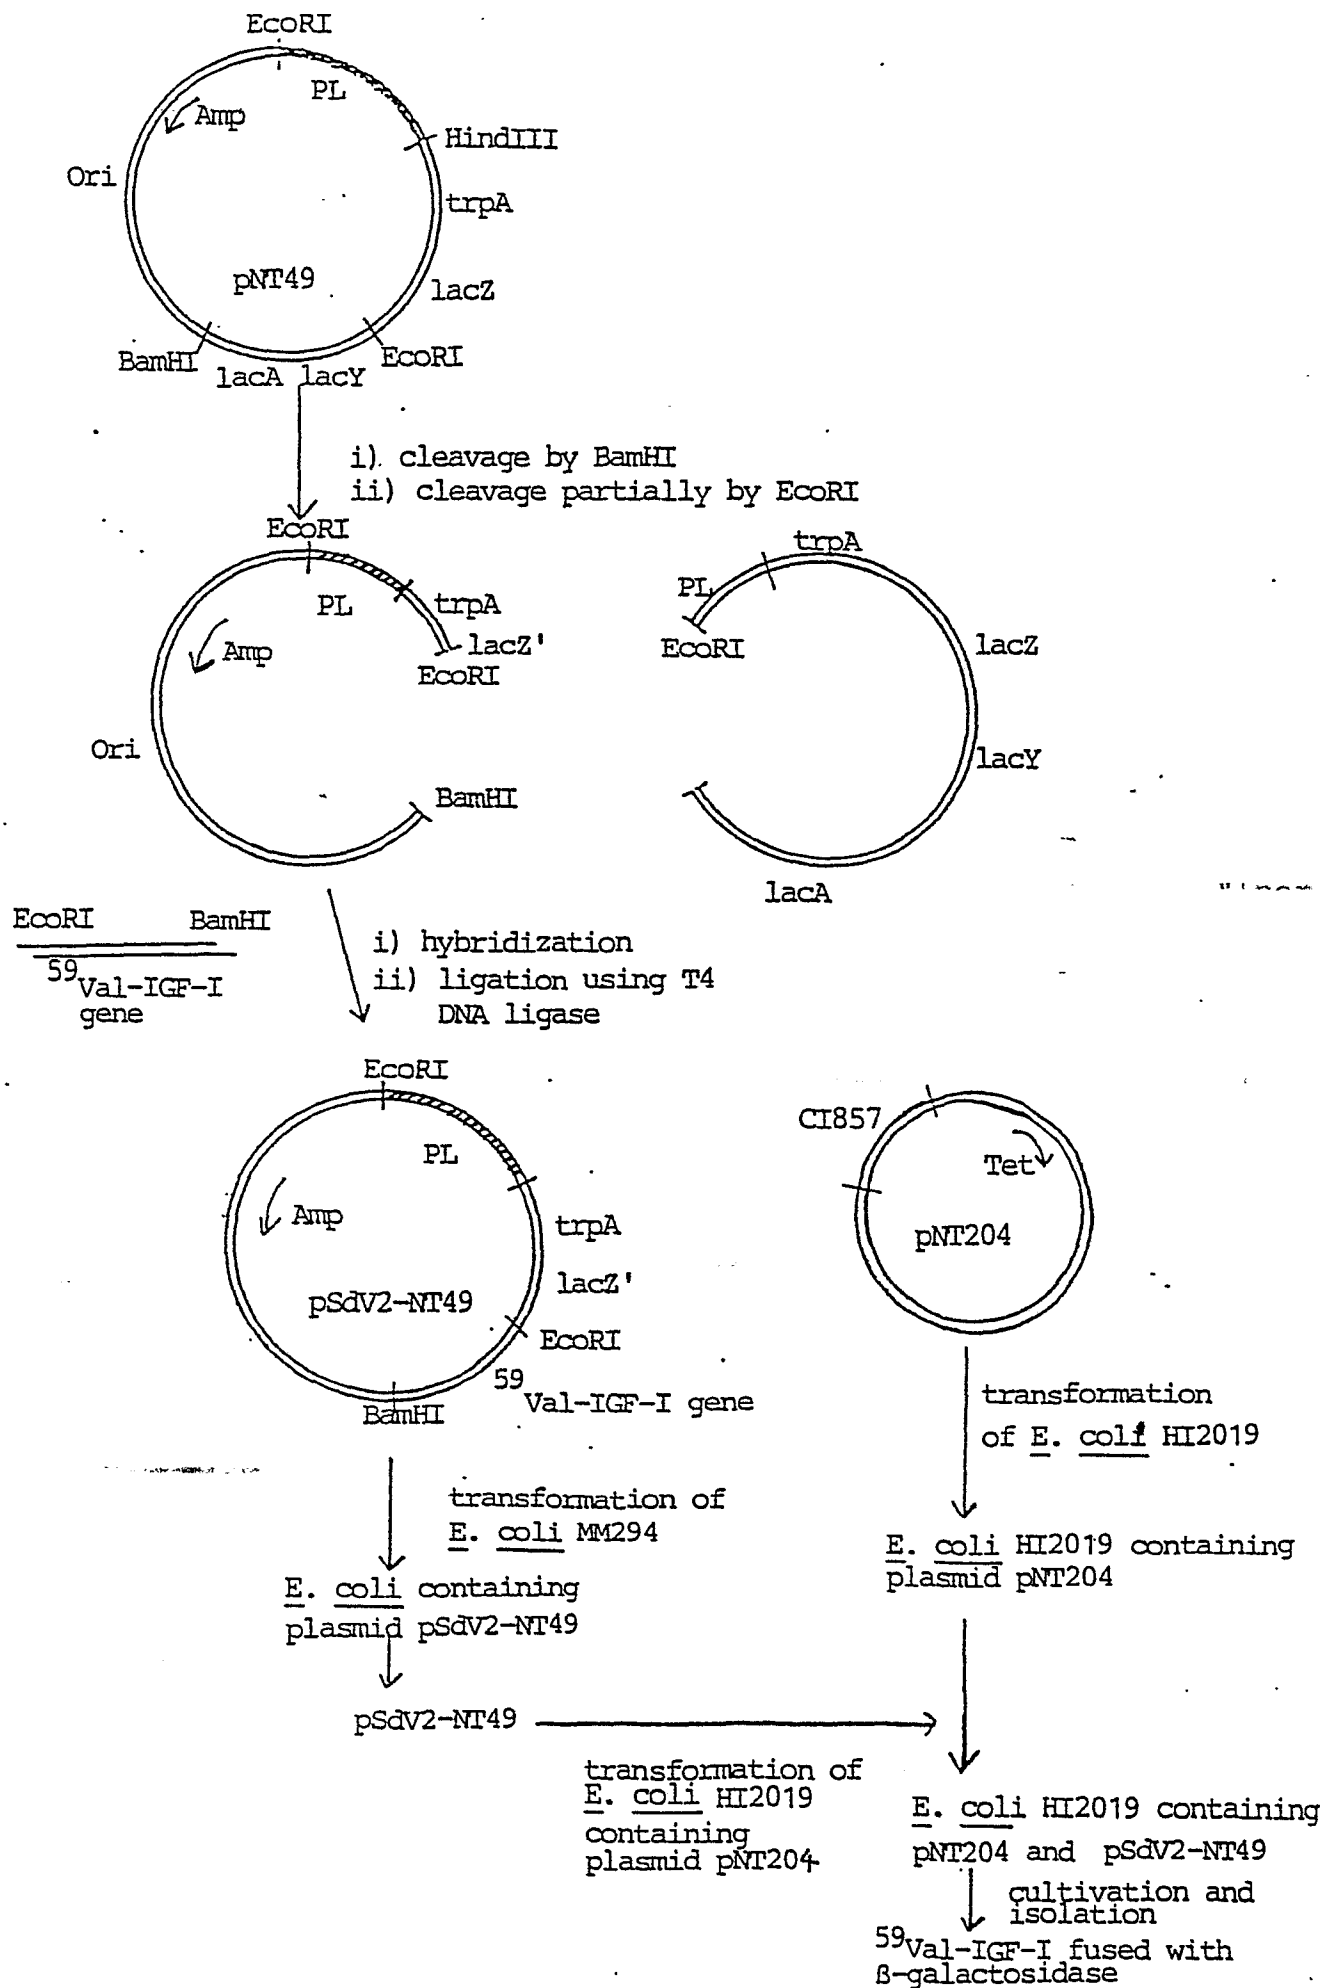 EcoRI
PL
Amp
HindIII
Ori
trpA
pNT49
lacZ
BamHI
EcoRI
lacA lacY
i). cleavage by BamHI
ii) cleavage partially by EcoRI
EcoRI
PL
trpA
lacZ'
EcoRI
Amp
Ori
BamHI
trpA
PL
EcoRI
lacZ
lacY
lacA
EcoRI
BamHI
59Val-IGF-I
gene
i) hybridization
ii) ligation using T4
DNA ligase
EcoRI
PL
Amp
trpA
lacZ'
pSdV2-NT49
EcoRI
59Val-IGF-I gene
BamHI
CI857
Tet
pNT204
transformation
of E. coli HI2019
transformation of
E. coli MM294
E. coli HI2019 containing
plasmid pNT204
E. coli containing
plasmid pSdV2-NT49
pSdV2-NT49
transformation of
E. coli HI2019
containing
plasmid pNT204
E. coli HI2019 containing
pNT204 and pSdV2-NT49
cultivation and
isolation
59Val-IGF-I fused with
ß-galactosidase